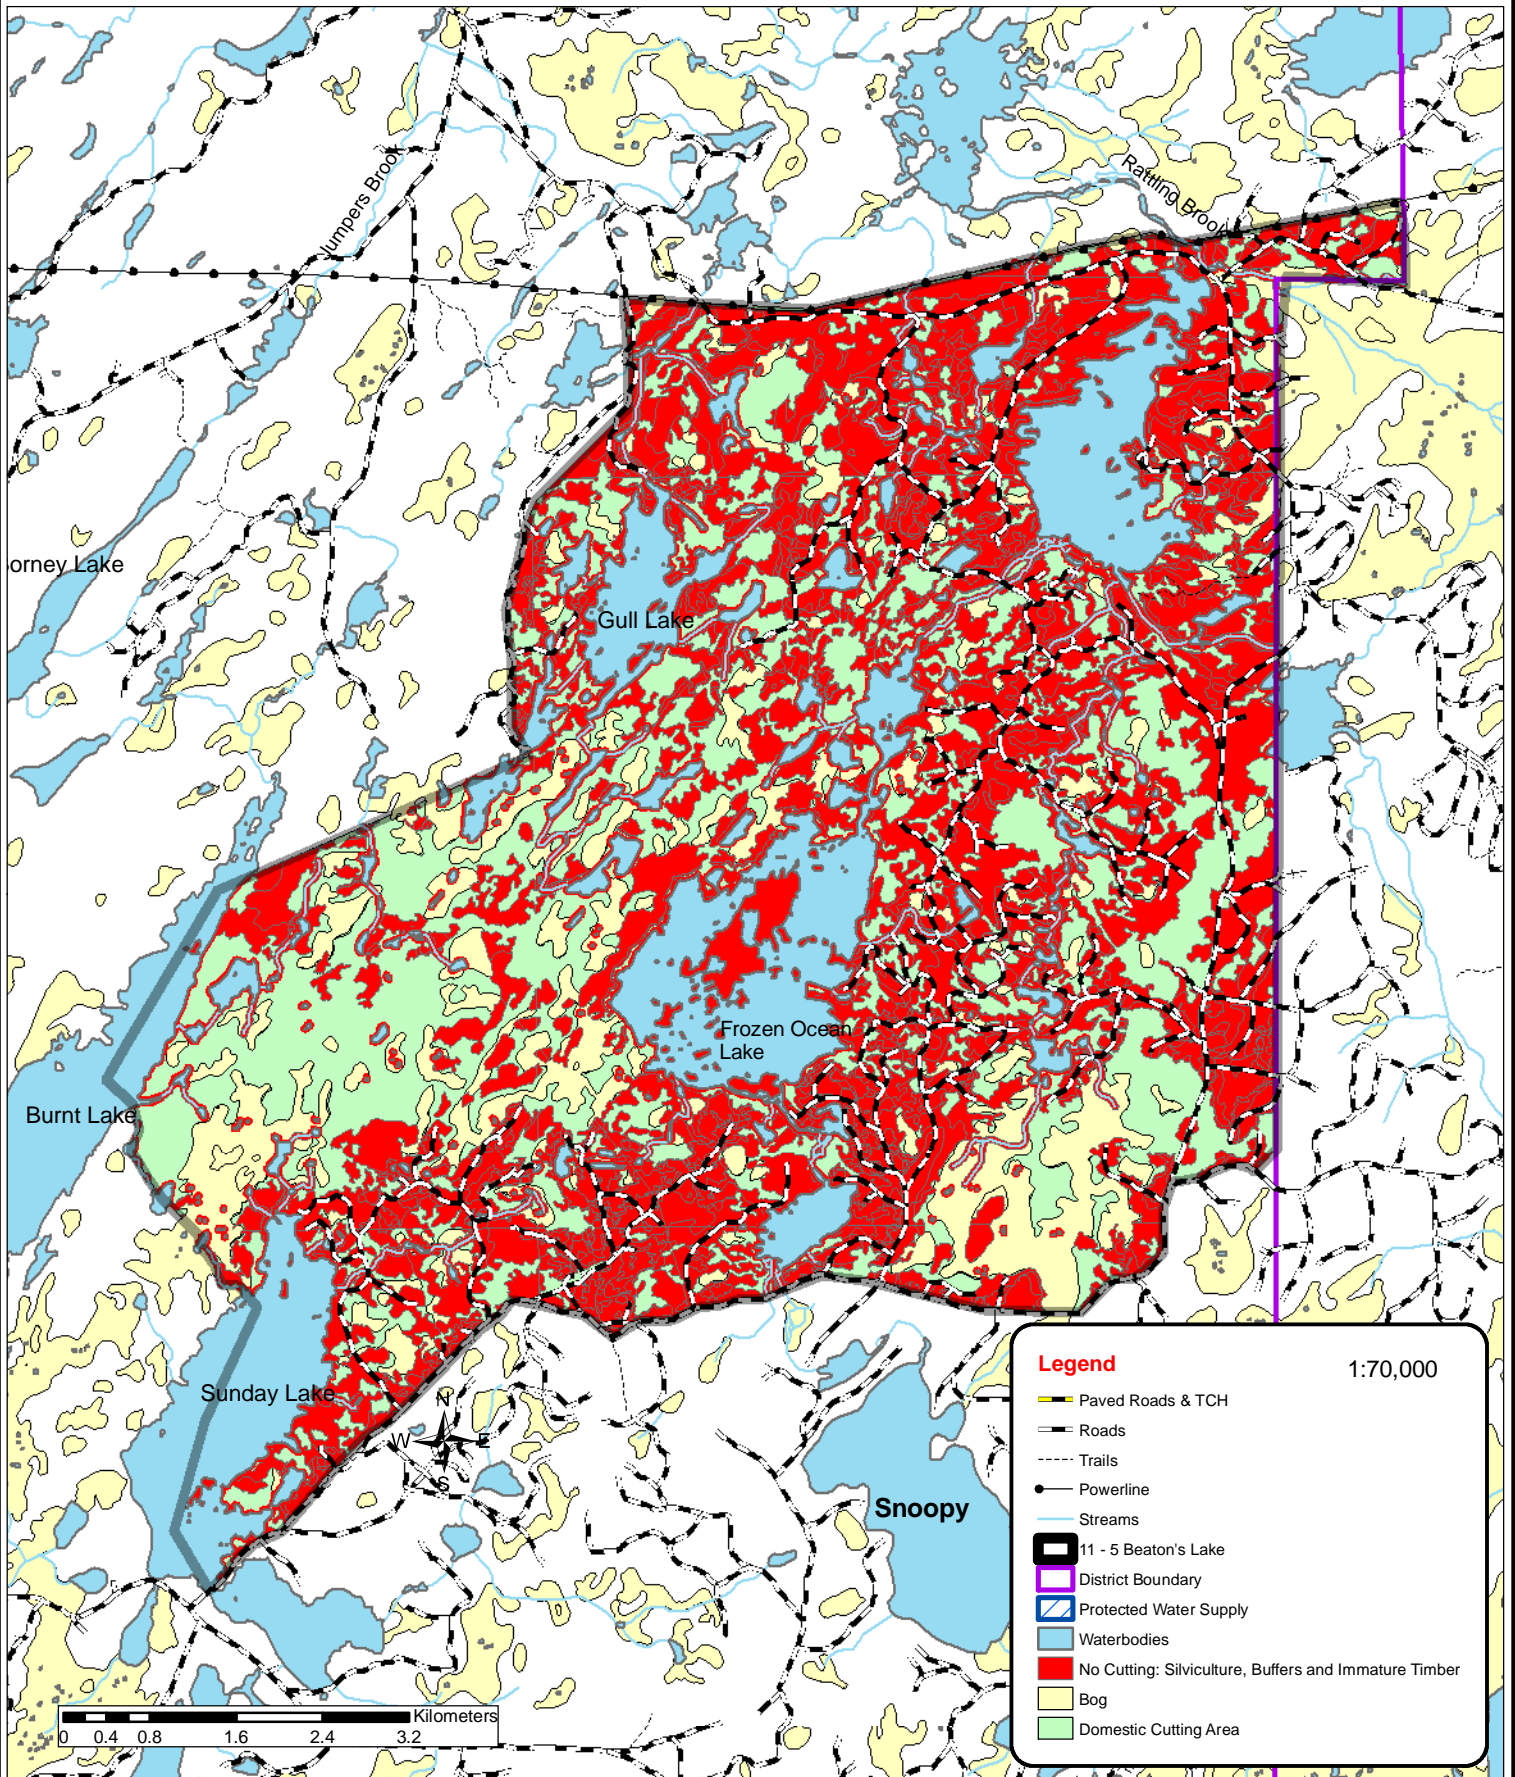 Jumpers Brook
Rattling Brook
orney Lake
Gull Lake
Frozen Ocean
Lake
Burnt Lake
Sunday Lake
N
W E
S
Snoopy
Legend 1:70,000
Paved Roads & TCH
Roads
Trails
Powerline
Streams
11 - 5 Beaton's Lake
District Boundary
Protected Water Supply
Waterbodies
No Cutting: Silviculture, Buffers and Immature Timber
Bog
Domestic Cutting Area
Kilometers
0 0.4 0.8 1.6 2.4 3.2